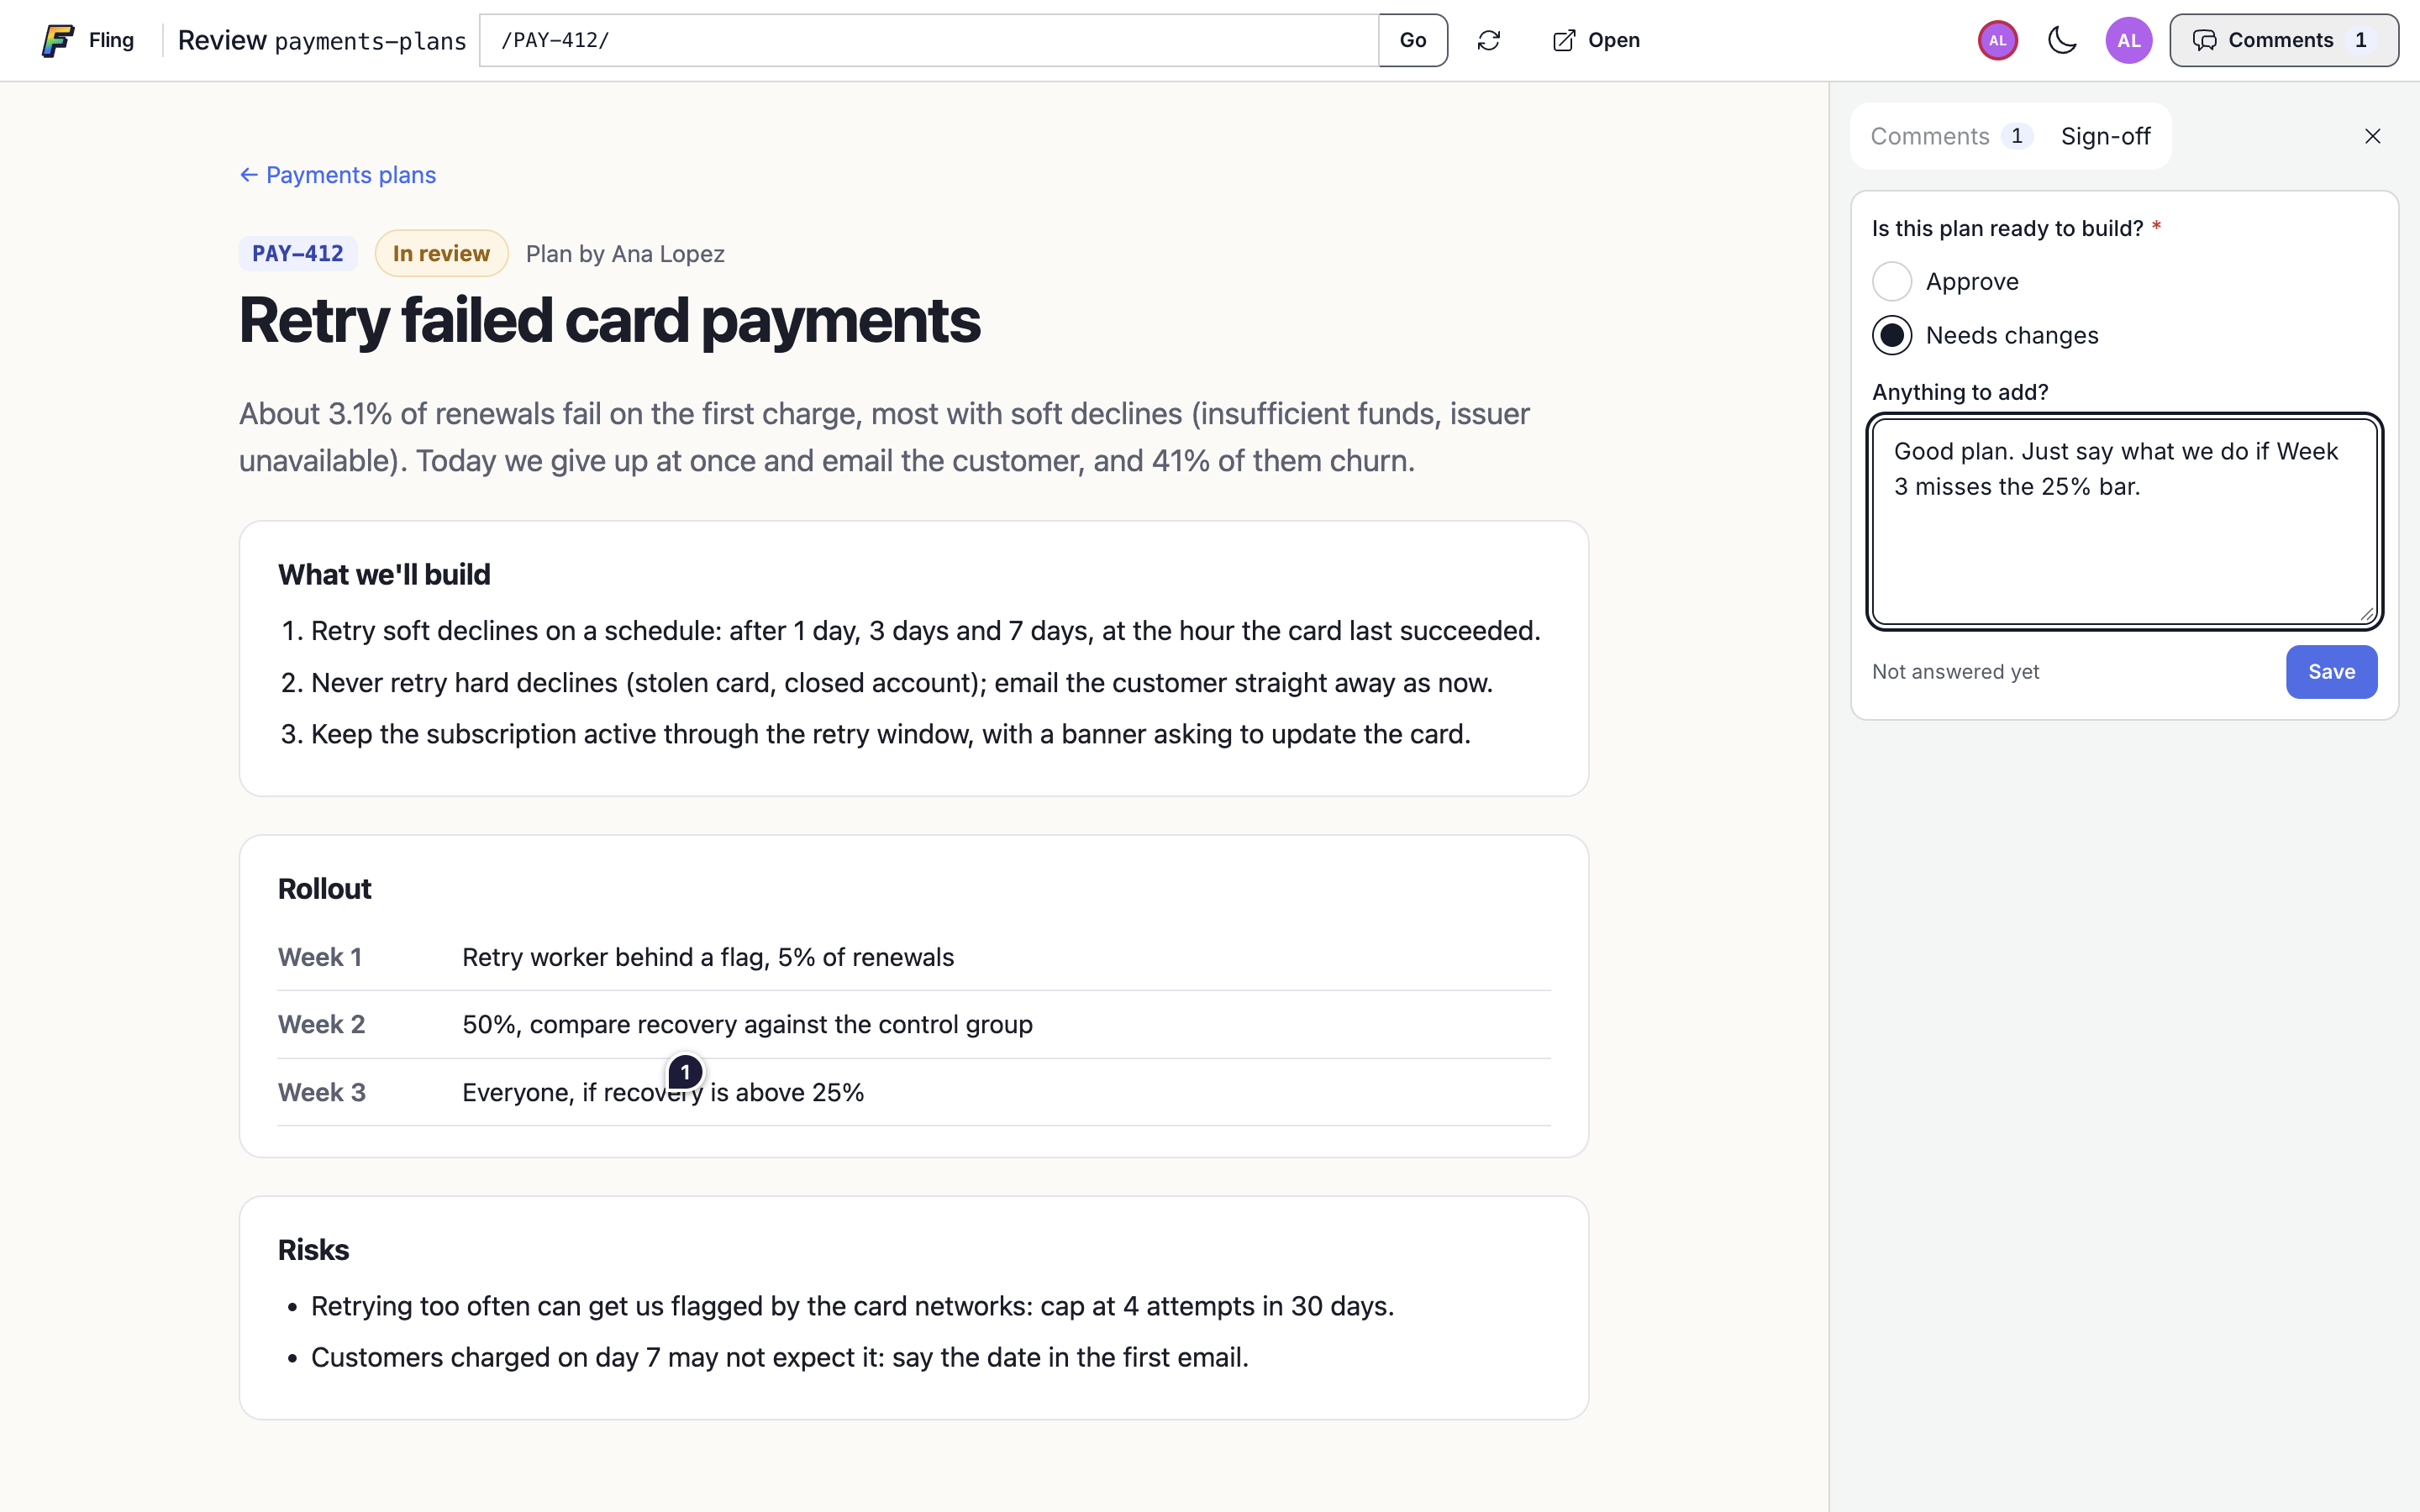 Fling
Review payments-plans
/PAY-412/
Go
Open
AL
AL
Comments 1
← Payments plans
PAY-412
In review
Plan by Ana Lopez
Retry failed card payments
About 3.1% of renewals fail on the first charge, most with soft declines (insufficient funds, issuer
unavailable). Today we give up at once and email the customer, and 41% of them churn.
What we'll build
1. Retry soft declines on a schedule: after 1 day, 3 days and 7 days, at the hour the card last succeeded.
2. Never retry hard declines (stolen card, closed account); email the customer straight away as now.
3. Keep the subscription active through the retry window, with a banner asking to update the card.
Rollout
Week 1 Retry worker behind a flag, 5% of renewals
Week 2 50%, compare recovery against the control group
1
Week 3 Everyone, if recovery is above 25%
Risks
• Retrying too often can get us flagged by the card networks: cap at 4 attempts in 30 days.
• Customers charged on day 7 may not expect it: say the date in the first email.
Comments 1
Sign-off
Is this plan ready to build? *
Approve
Needs changes
Anything to add?
Good plan. Just say what we do if Week
3 misses the 25% bar.
Not answered yet
Save